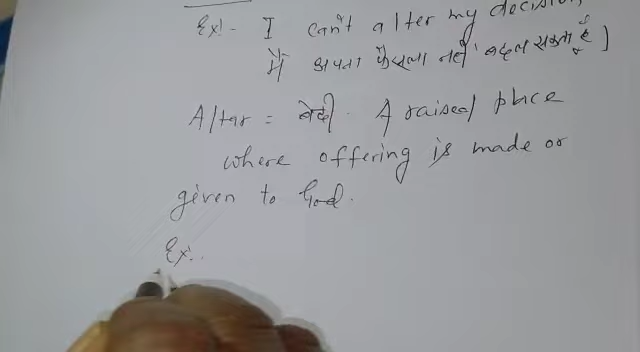 Ex:- I can't alter my decision,
मैं अपना फैसला नहीं बदल सकता हूँ ]
Altar = बेदी. A raised place
where offering is made or
given to God.
Ex:.